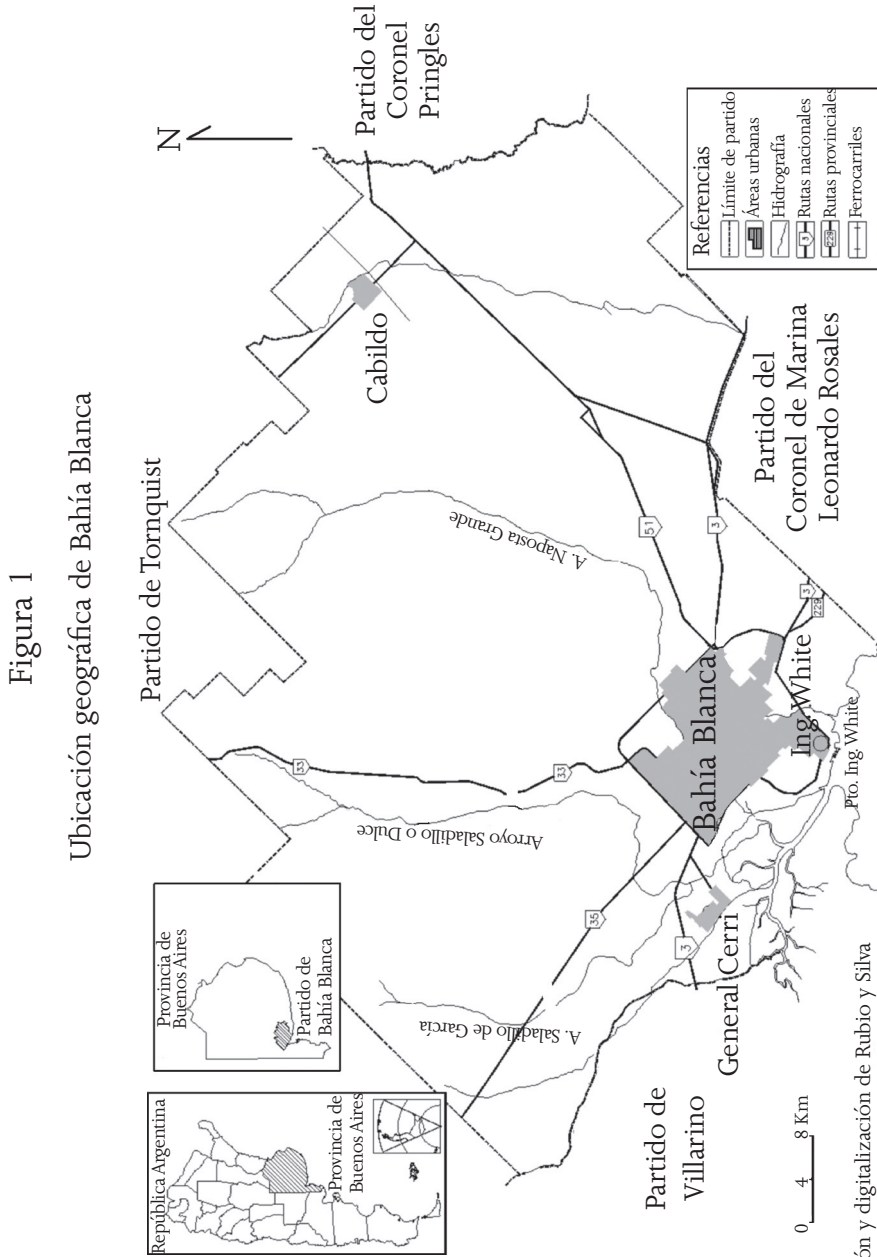 Figura 1
Ubicación geográfica de Bahía Blanca
República Argentina
Provincia de
Buenos Aires
Provincia de
Buenos Aires
Partido de
Bahía Blanca
Partido de Tornquist
N
Partido del
Coronel
Pringles
Cabildo
33
33
35
3
51
3
3
229
A. Saladillo de García
Arroyo Saladillo o Dulce
A. Naposta Grande
Partido de
Villarino
General Cerri
Bahía Blanca
Ing. White
Pto. Ing. White
Partido del
Coronel de Marina
Leonardo Rosales
Referencias
Límite de partido
Áreas urbanas
Hidrografía
3 Rutas nacionales
229 Rutas provinciales
Ferrocarriles
0 4 8 Km
y digitalización de Rubio y Silva